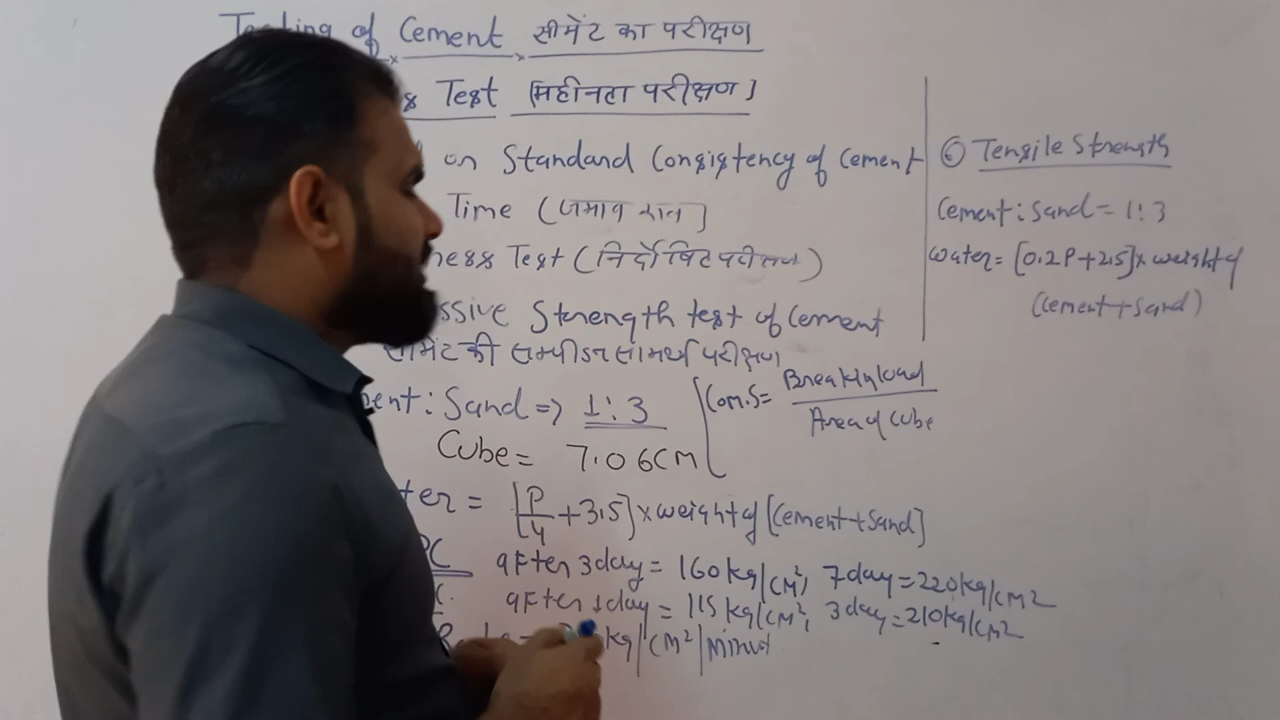 of Cement सीमेंट का परीक्षण
Test [महीनता परीक्षण]
on Standard Consistency of Cement
Time (जमाव काल)
ness Test (निर्दोषिट परीक्षण)
ssive Strength test of Cement
सीमेंट की सम्पीडन सामर्थ परीक्षण
ent : Sand => 1:3
Com.S= Breaking load / Area of Cube
Cube = 7.06CM
ter = [P/4 + 3.5] x weight of [Cement + Sand]
after 3 day = 160 kg/CM², 7 day = 220 kg/CM2
after 1 day = 115 kg/CM², 3 day = 210 kg/CM2
kg/CM²/Minut
⑥ Tensile Strength
Cement : Sand = 1:3
water = [0.2P + 2.5] x weight of
(Cement + Sand)